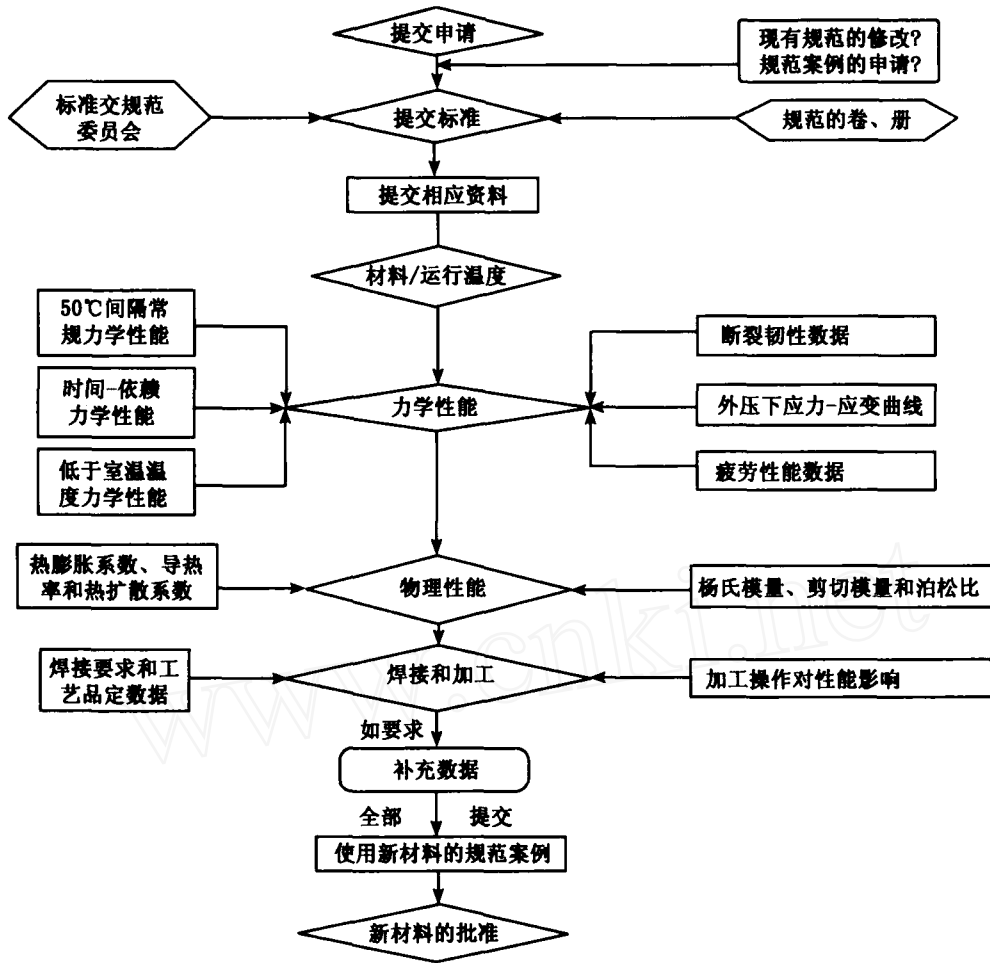 提交申请
现有规范的修改?
规范案例的申请?
标准交规范
委员会
提交标准
规范的卷、册
提交相应资料
材料/运行温度
50℃间隔常
规力学性能
断裂韧性数据
时间-依赖
力学性能
力学性能
外压下应力-应变曲线
低于室温温
度力学性能
疲劳性能数据
热膨胀系数、导热
率和热扩散系数
物理性能
杨氏模量、剪切模量和泊松比
焊接要求和工
艺品定数据
焊接和加工
加工操作对性能影响
如要求
补充数据
全部 提交
使用新材料的规范案例
新材料的批准
www.cnki.net